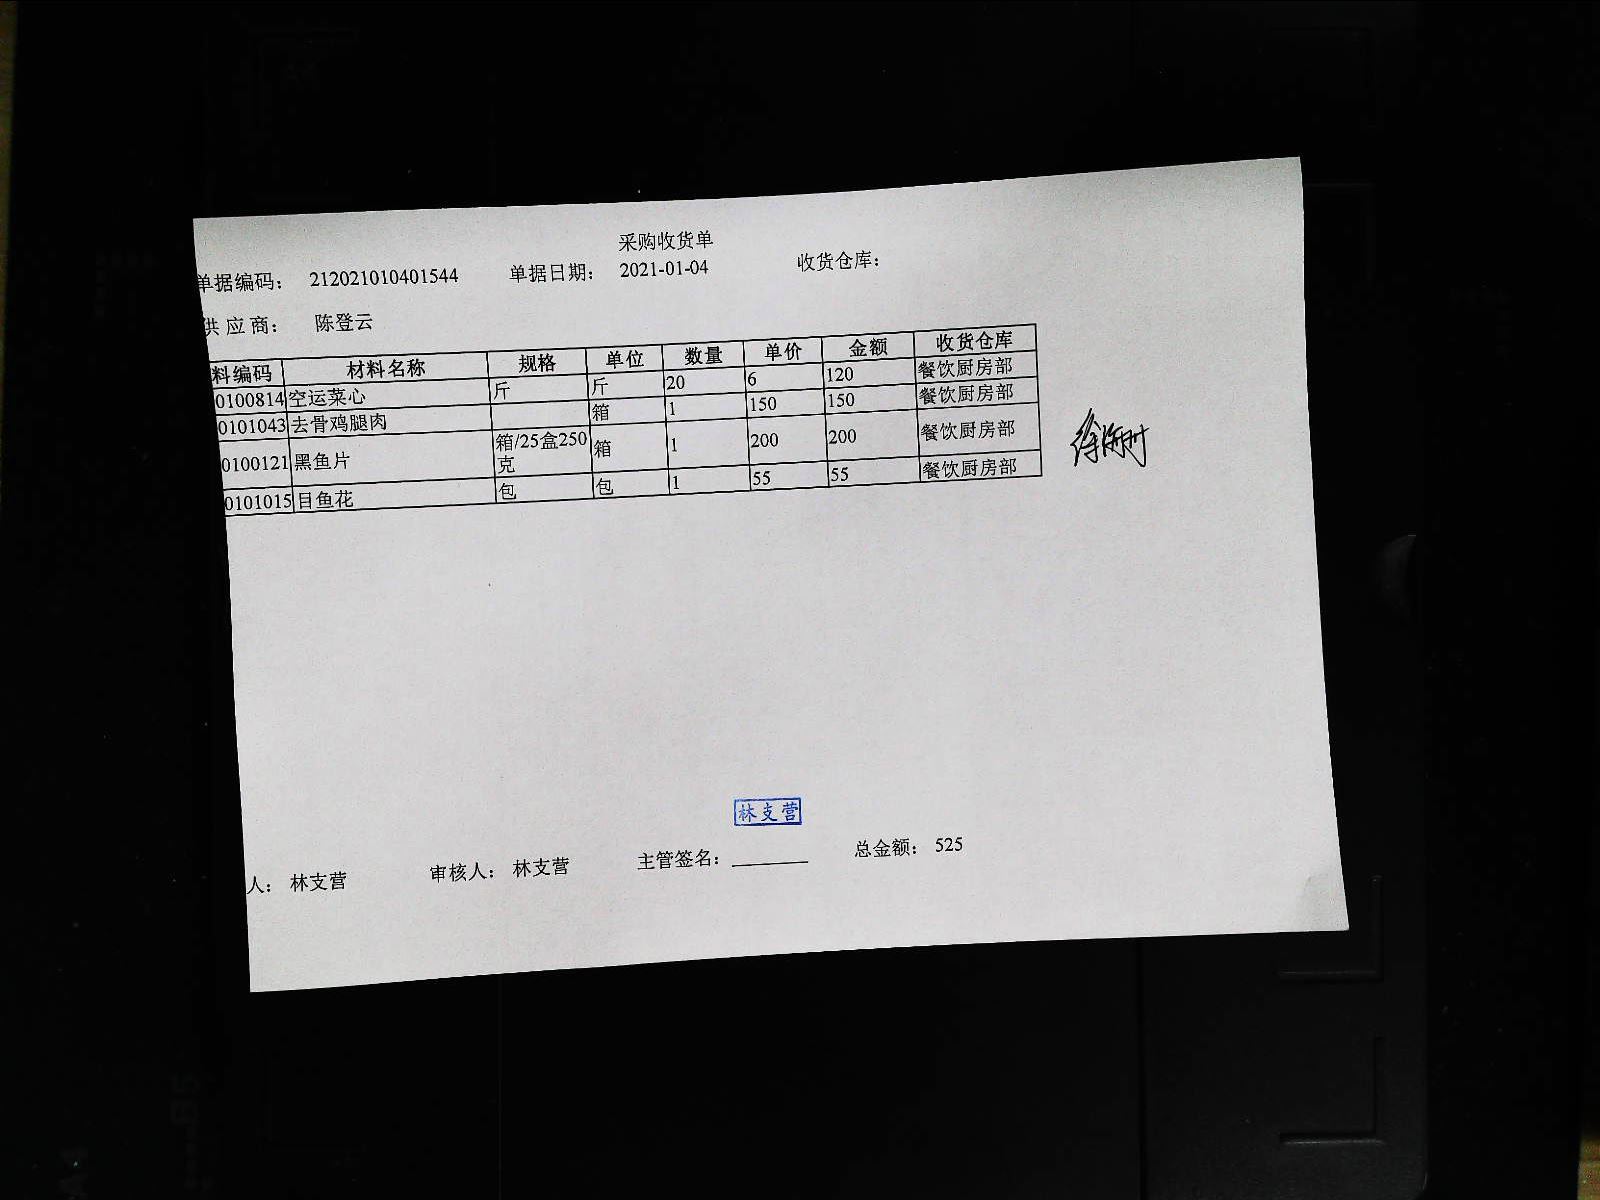 采购收货单
单据编码： 212021010401544 单据日期： 2021-01-04 收货仓库：
供 应 商： 陈登云
料编码 材料名称 规格 单位 数量 单价 金额 收货仓库
0100814 空运菜心 斤 斤 20 6 120 餐饮厨房部
0101043 去骨鸡腿肉 箱 1 150 150 餐饮厨房部
0100121 黑鱼片 箱/25盒250克 箱 1 200 200 餐饮厨房部
0101015 目鱼花 包 包 1 55 55 餐饮厨房部
林支营
人： 林支营 审核人： 林支营 主管签名： 总金额： 525